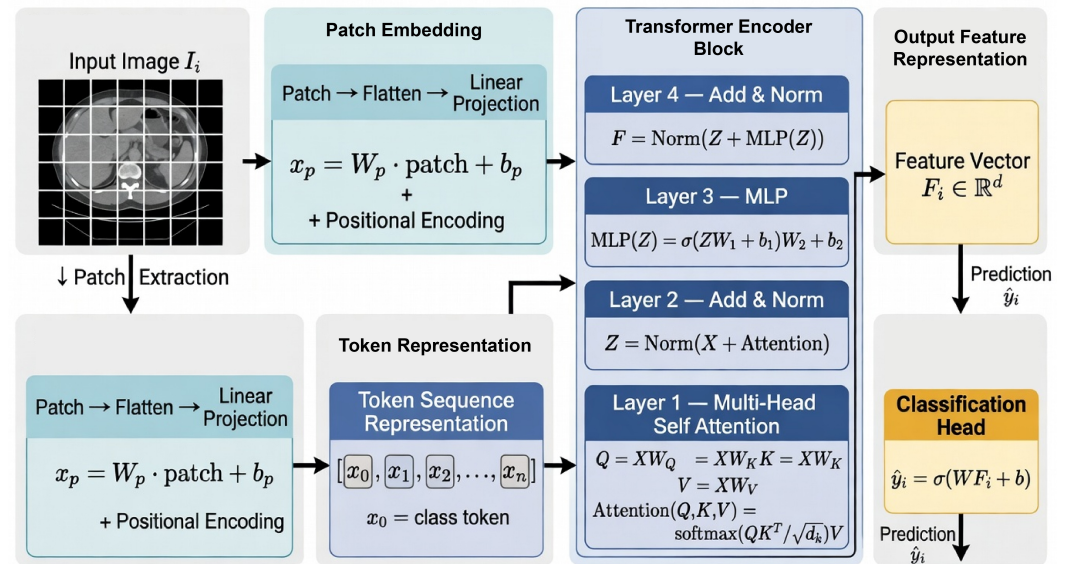 Input Image $I_i$
↓ Patch Extraction
Patch Embedding
Patch → Flatten → Linear
Projection
$x_p = W_p \cdot \text{patch} + b_p$
+
+ Positional Encoding
Patch → Flatten → Linear
Projection
$x_p = W_p \cdot \text{patch} + b_p$
+ Positional Encoding
Token Representation
Token Sequence
Representation
$[x_0, x_1, x_2, \ldots, x_n]$
$x_0$ = class token
Transformer Encoder
Block
Layer 4 — Add & Norm
$F = \text{Norm}(Z + \text{MLP}(Z))$
Layer 3 — MLP
$\text{MLP}(Z) = \sigma(ZW_1 + b_1)W_2 + b_2$
Layer 2 — Add & Norm
$Z = \text{Norm}(X + \text{Attention})$
Layer 1 — Multi-Head
Self Attention
$Q = XW_Q \quad = XW_K K = XW_K$
$V = XW_V$
$\text{Attention}(Q,K,V) =$
$\text{softmax}(QK^T/\sqrt{d_k})V$
Output Feature
Representation
Feature Vector
$F_i \in \mathbb{R}^d$
Prediction
$\hat{y}_i$
Classification
Head
$\hat{y}_i = \sigma(WF_i + b)$
Prediction
$\hat{y}_i$